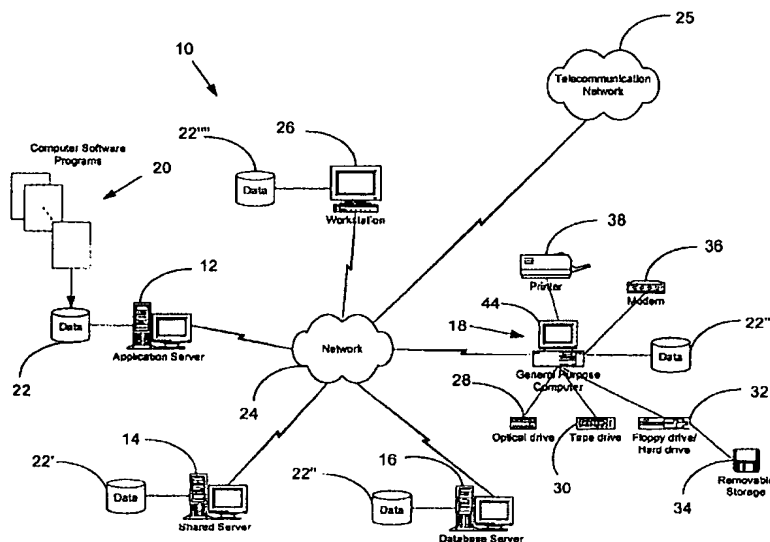 25
Telecommunication
Network
10
22''''
26
Computer Software
Programs
20
Data
Workstation
38
36
Printer
Modem
12
44
18
22'''
Data
Application Server
Network
General Purpose
Computer
Data
22
24
28
32
Optical drive
Tape drive
Floppy drive/
Hard drive
14
22'
16
22''
30
34
Removable
Storage
Data
Shared Server
Data
Database Server